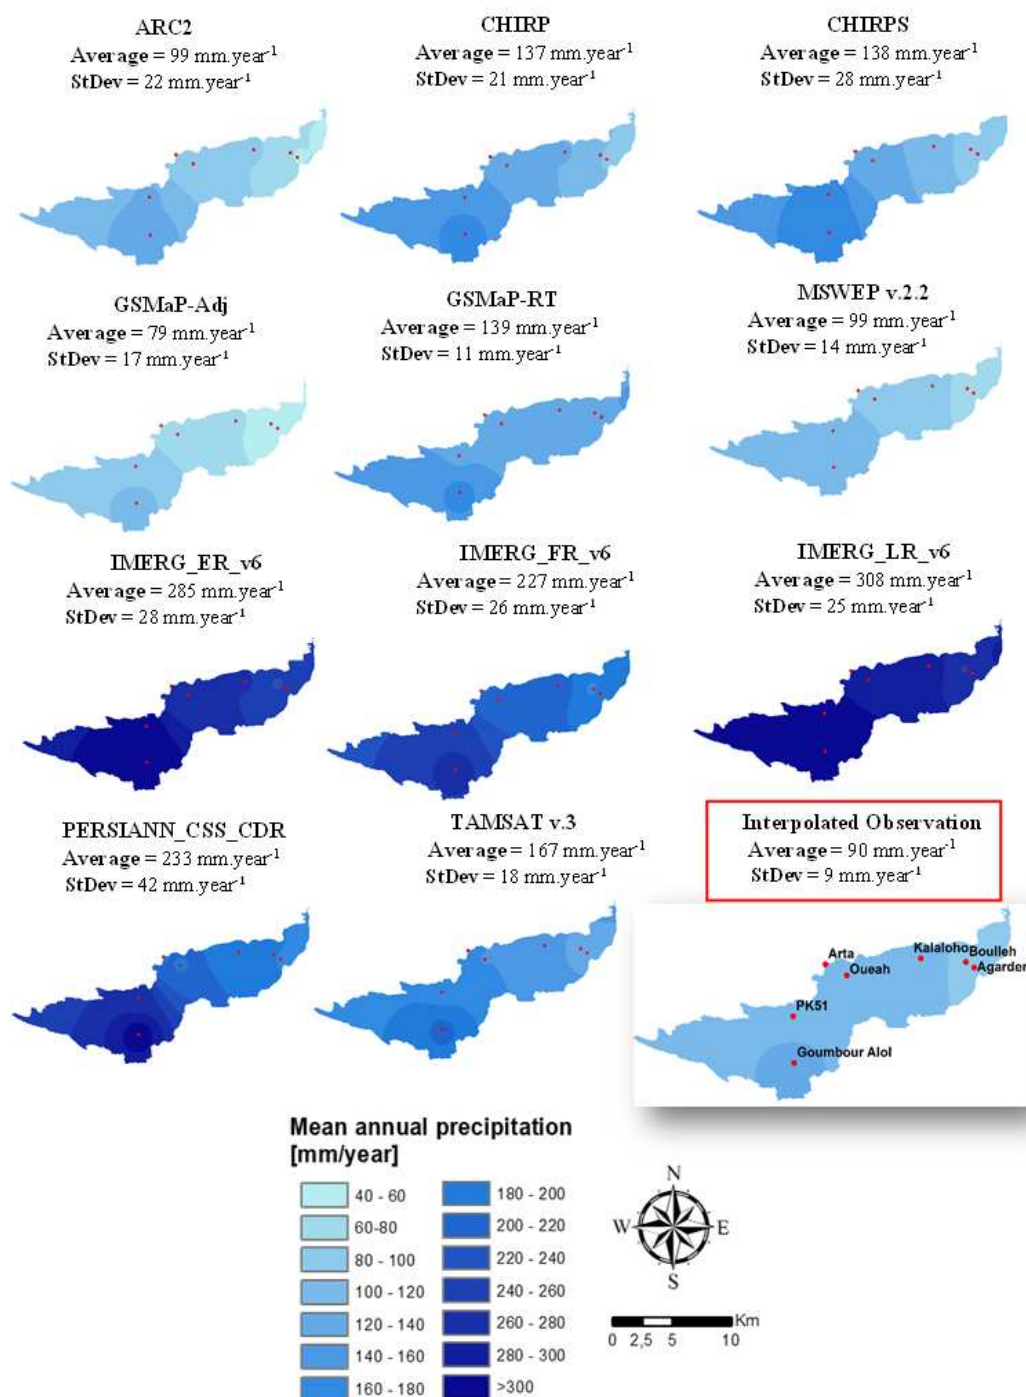 ARC2
Average = 99 mm.year⁻¹
StDev = 22 mm.year⁻¹
CHIRP
Average = 137 mm.year⁻¹
StDev = 21 mm.year⁻¹
CHIRPS
Average = 138 mm.year⁻¹
StDev = 28 mm.year⁻¹
GSMaP-Adj
Average = 79 mm.year⁻¹
StDev = 17 mm.year⁻¹
GSMaP-RT
Average = 139 mm.year⁻¹
StDev = 11 mm.year⁻¹
MSWEP v.2.2
Average = 99 mm.year⁻¹
StDev = 14 mm.year⁻¹
IMERG_ER_v6
Average = 285 mm.year⁻¹
StDev = 28 mm.year⁻¹
IMERG_FR_v6
Average = 227 mm.year⁻¹
StDev = 26 mm.year⁻¹
IMERG_LR_v6
Average = 308 mm.year⁻¹
StDev = 25 mm.year⁻¹
PERSIANN_CSS_CDR
Average = 233 mm.year⁻¹
StDev = 42 mm.year⁻¹
TAMSAT v.3
Average = 167 mm.year⁻¹
StDev = 18 mm.year⁻¹
Interpolated Observation
Average = 90 mm.year⁻¹
StDev = 9 mm.year⁻¹
Arta
Oueah
Kalaloho
Boulleh
Agarder
PK51
Goumbour Alol
Mean annual precipitation
[mm/year]
40 - 60
60-80
80 - 100
100 - 120
120 - 140
140 - 160
160 - 180
180 - 200
200 - 220
220 - 240
240 - 260
260 - 280
280 - 300
>300
N
W
E
S
Km
0 2,5 5 10